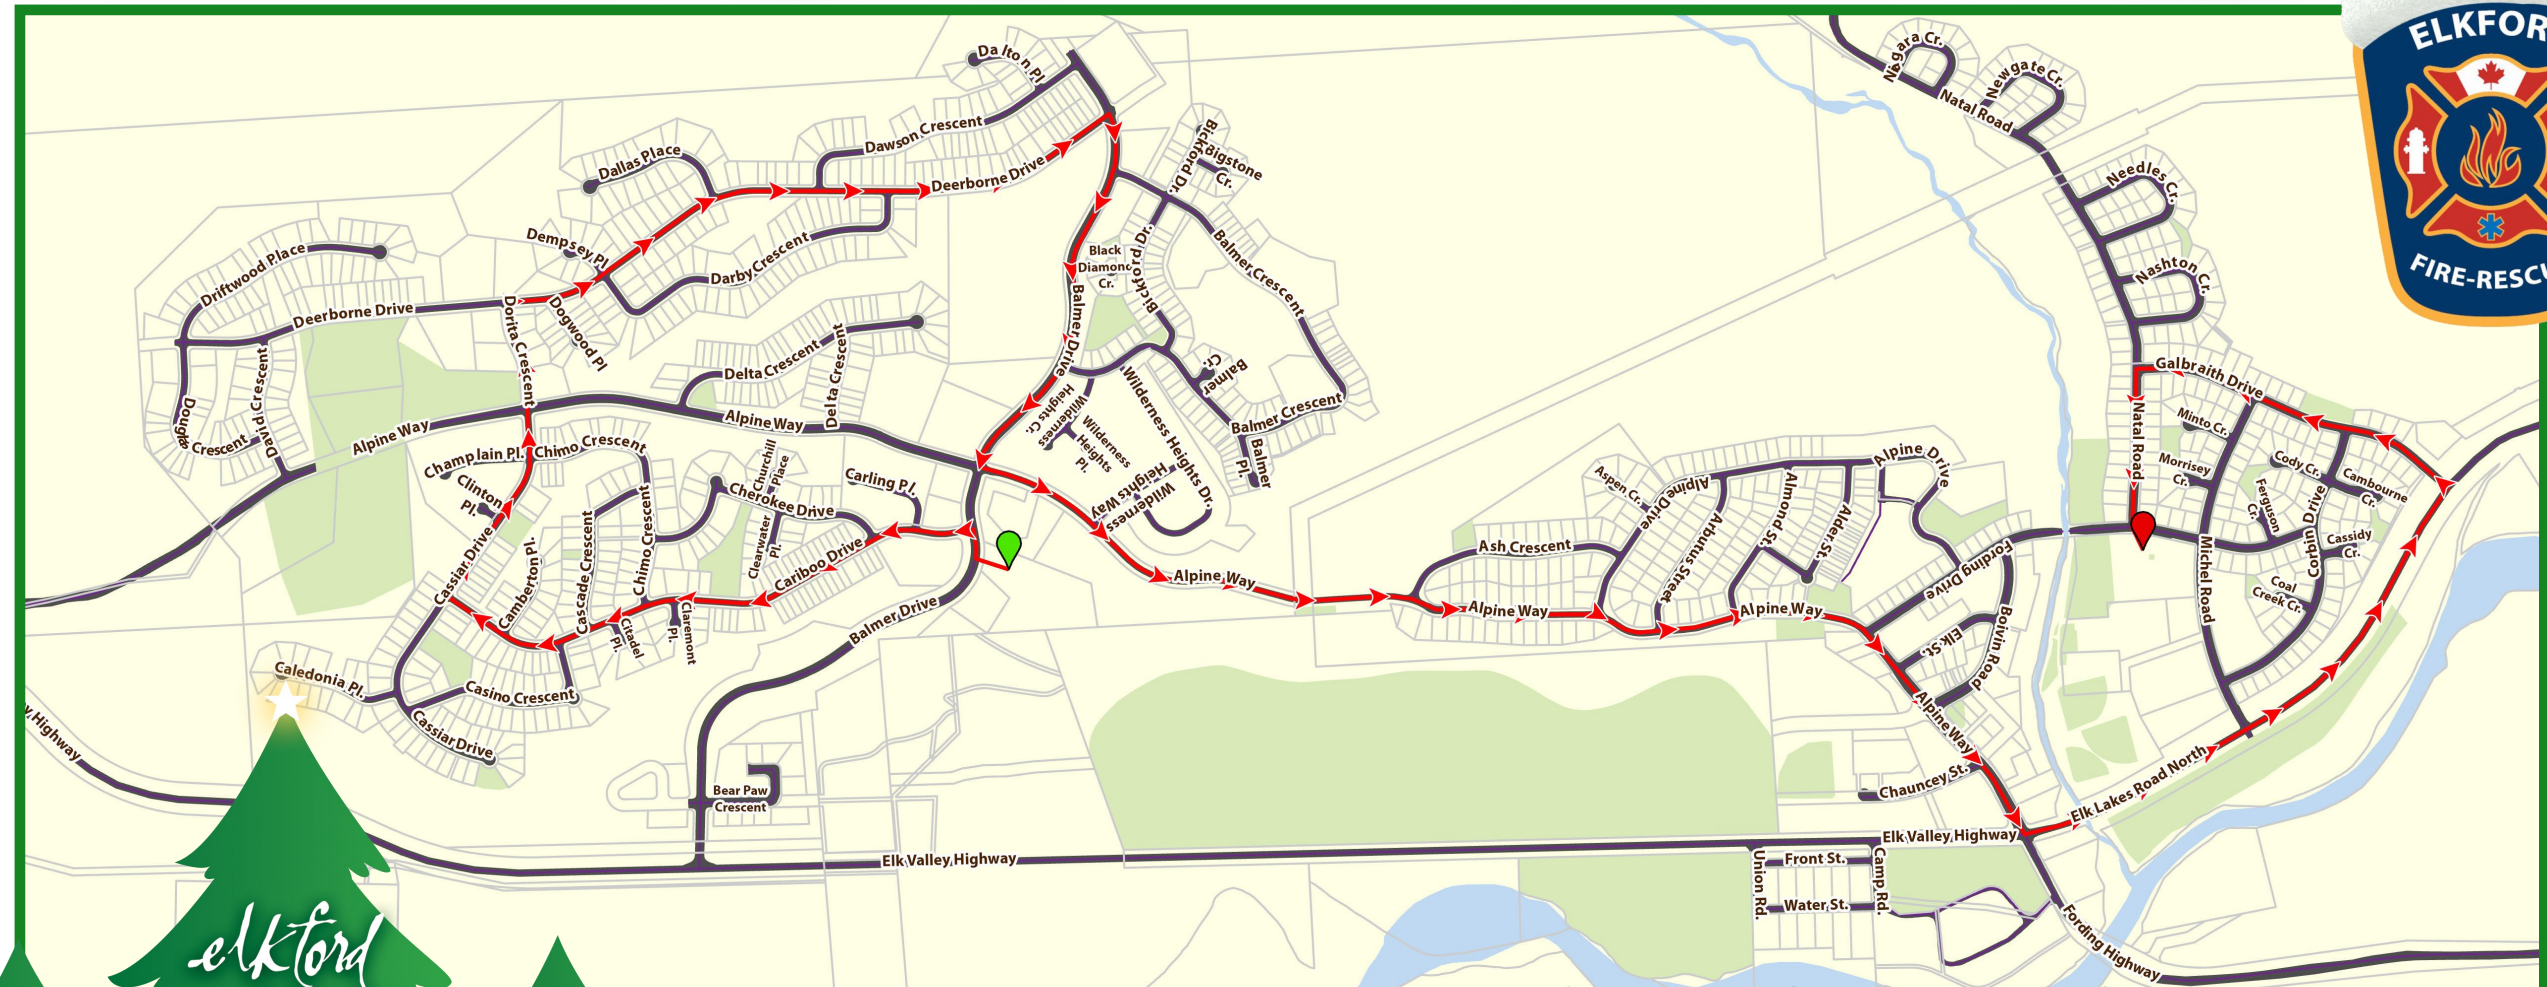 Dalton Pl
Dawson Crescent
Dallas Place
Deerborne Drive
Dempsey Pl
Darby Crescent
Driftwood Place
Deerborne Drive
Dorita Crescent
Dogwood Pl
Douglas Crescent
David Crescent
Delta Crescent
Delta Crescent
Alpine Way
Alpine Way
Champlain Pl.
Chimo Crescent
Clinton
Pl.
Cassiar Drive
Cambertound Pl.
Cascade Crescent
Chimo Crescent
Cherokee Drive
Churchill
Place
Clearwater
Pl.
Carling Pl.
Cariboo Drive
Claremont
Pl.
Citadel
Pl.
Caledonia Pl.
Casino Crescent
Cassiar Drive
Balmer Drive
Bear Paw
Crescent
Bickford Dr.
Bigstone
Cr.
Black
Diamond
Cr.
Bickford Dr.
Balmer Crescent
Balmer Drive
Balmer
Cr.
Balmer Crescent
Balmer
Pl.
Wilderness
Heights Cr.
Wilderness
Heights
Pl.
Wilderness Heights Dr.
Wilderness
Heights Way
Alpine Way
Ash Crescent
Alpine Way
Aspen Cr.
Alpine Drive
Arbutus Street
Almond St.
Alder St.
Alpine Drive
Alpine Way
Fording Drive
Elk St.
Boivin Road
Alpine Way
Chauncey St.
Elk Valley Highway
Elk Valley Highway
y Highway
Union Rd.
Front St.
Camp Rd.
Water St.
Fording Highway
Elk Lakes Road North
Niagara Cr.
Newgate Cr.
Natal Road
Needles Cr.
Nashton Cr.
Galbraith Drive
Natal Road
Minto Cr.
Morrisey
Cr.
Cody Cr.
Cambourne
Cr.
Ferguson
Cr.
Corbin Drive
Cassidy
Cr.
Coal
Creek Cr.
Michel Road
ELKFOR
FIRE-RESCU
elkford